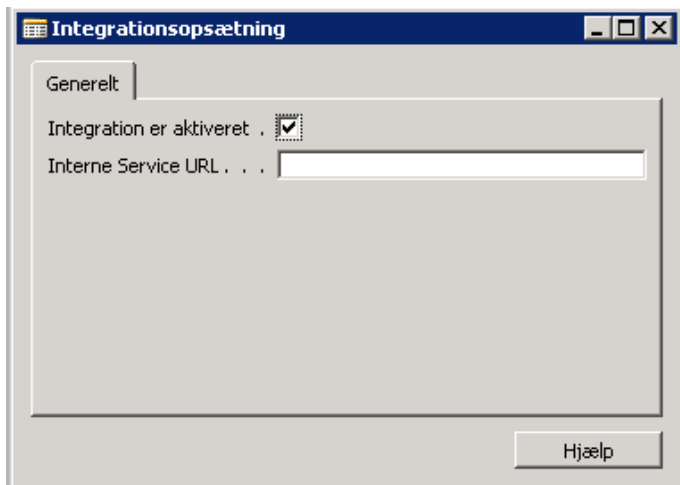 Integrationsopsætning
Generelt
Integration er aktiveret .
Interne Service URL . . .
Hjælp